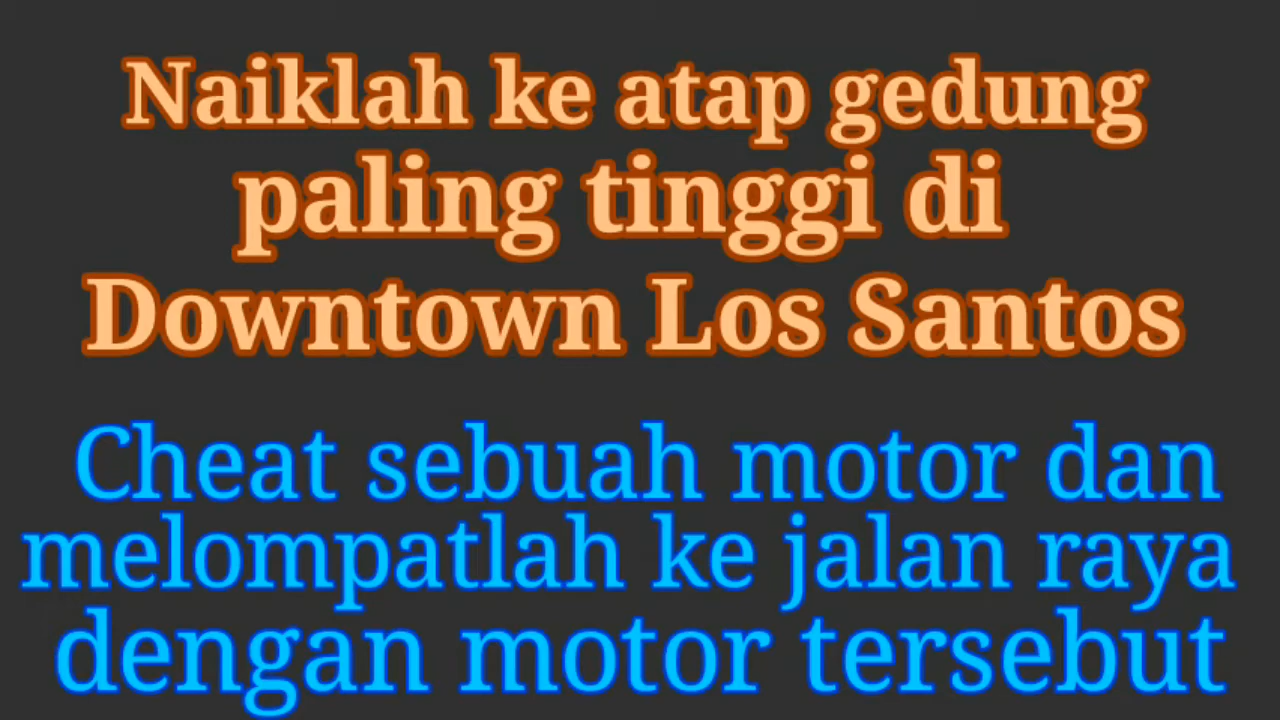 Naiklah ke atap gedung
paling tinggi di
Downtown Los Santos
Cheat sebuah motor dan
melompatlah ke jalan raya
dengan motor tersebut